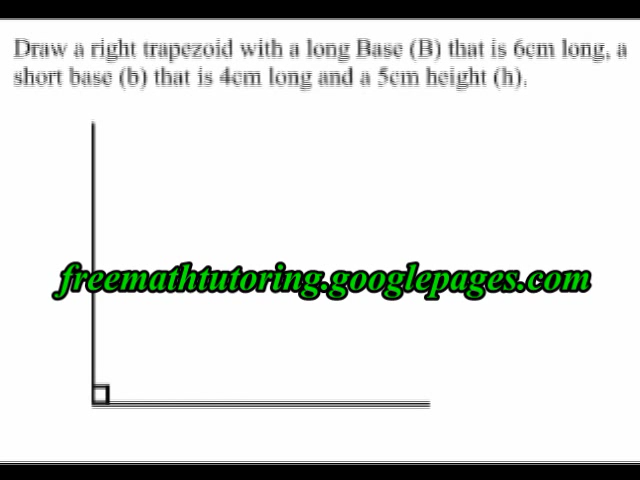 Draw a right trapezoid with a long Base (B) that is 6cm long, a
short base (b) that is 4cm long and a 5cm height (h).
freemathtutoring.googlepages.com